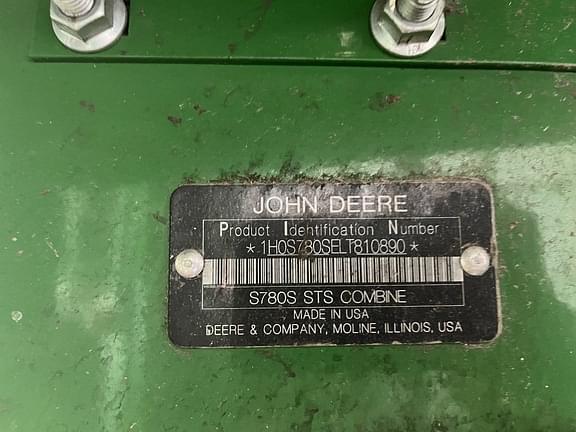 JOHN DEERE
Product Identification Number
*1H0S780SELT810890*
S780S STS COMBINE
MADE IN USA
DEERE & COMPANY, MOLINE, ILLINOIS, USA